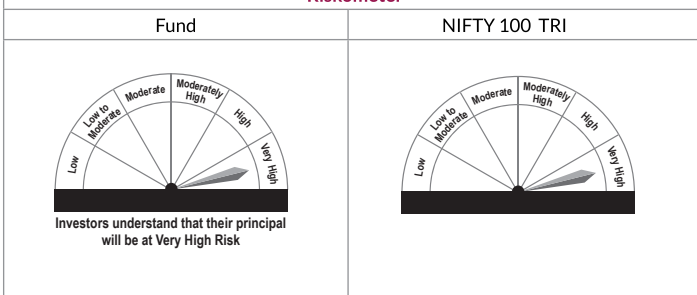 Riskometer
Fund
NIFTY 100 TRI
Low
Low to
Moderate
Moderate
Moderately
High
High
Very High
Investors understand that their principal
will be at Very High Risk
Low
Low to
Moderate
Moderate
Moderately
High
High
Very High